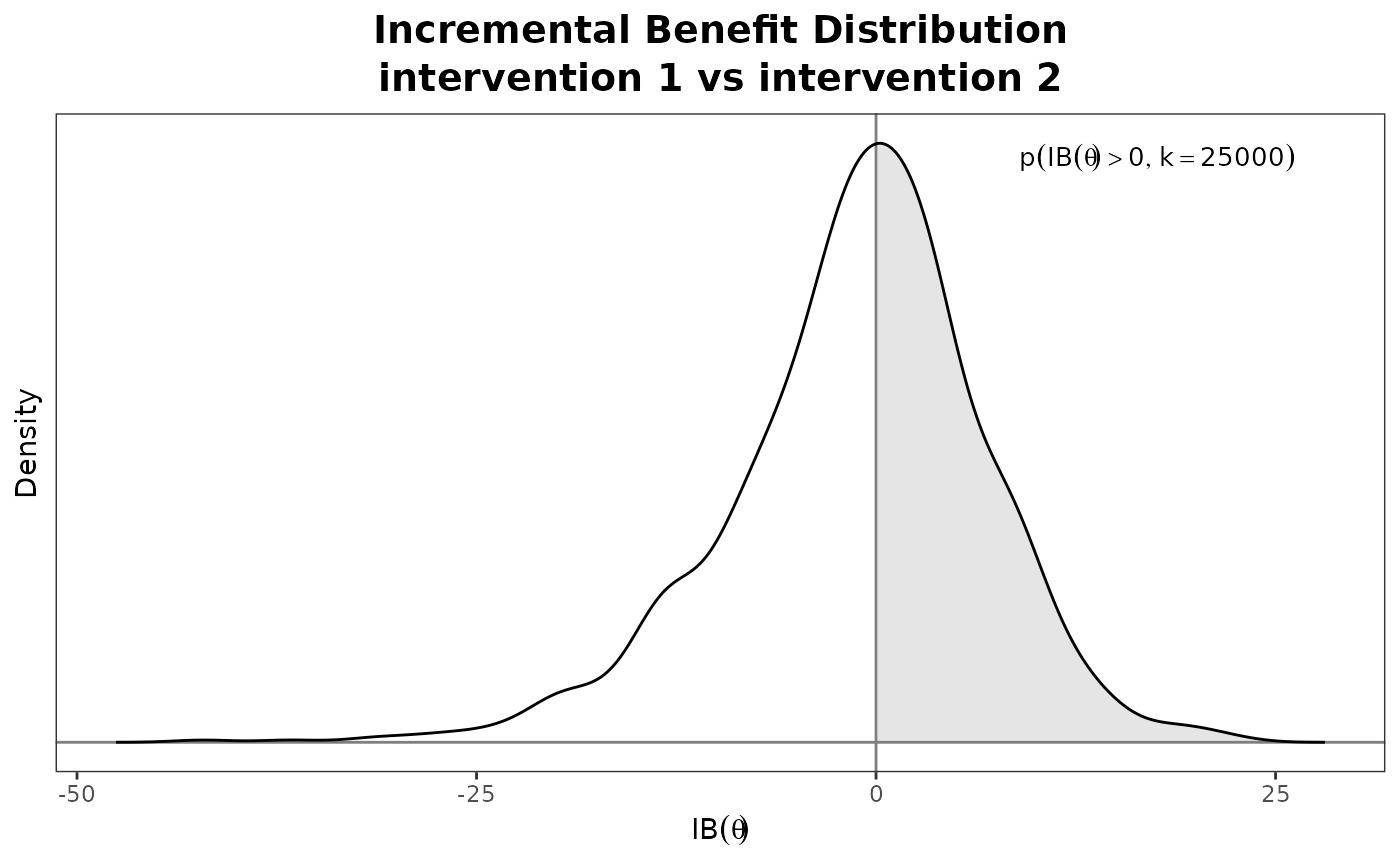 Incremental Benefit Distribution
intervention 1 vs intervention 2
p(IB(θ) > 0, k = 25000)
Density
-50 -25 0 25
IB(θ)